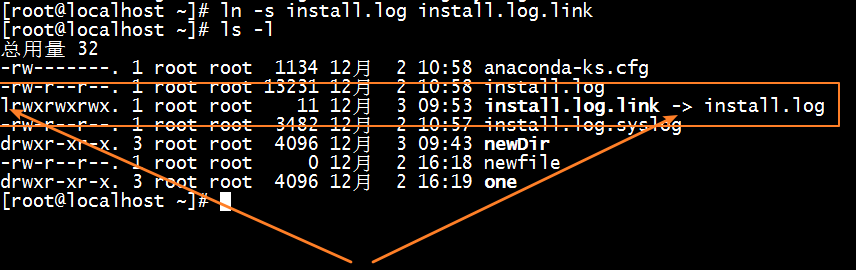 [root@localhost ~]# ln -s install.log install.log.link
[root@localhost ~]# ls -l
总用量 32
-rw-------. 1 root root  1134 12月  2 10:58 anaconda-ks.cfg
-rw-r--r--. 1 root root 13231 12月  2 10:58 install.log
lrwxrwxrwx. 1 root root    11 12月  3 09:53 install.log.link -> install.log
-rw-r--r--. 1 root root  3482 12月  2 10:57 install.log.syslog
drwxr-xr-x. 3 root root  4096 12月  3 09:43 newDir
-rw-r--r--. 1 root root     0 12月  2 16:18 newfile
drwxr-xr-x. 3 root root  4096 12月  2 16:19 one
[root@localhost ~]#